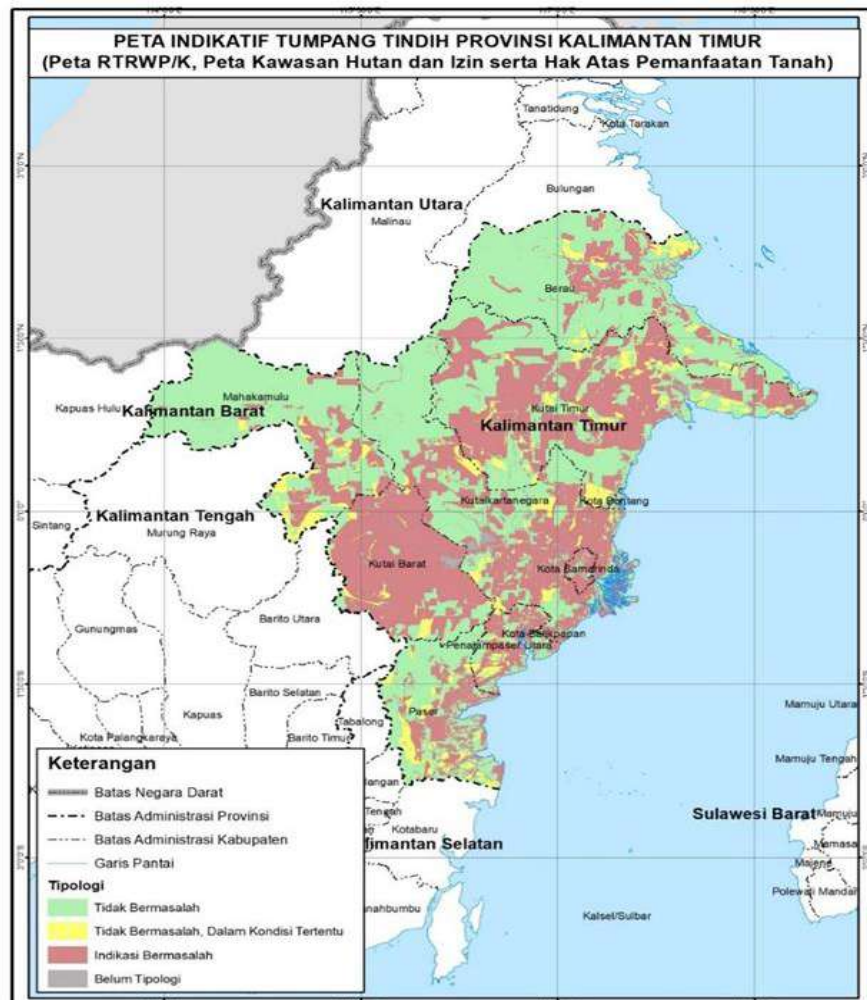 PETA INDIKATIF TUMPANG TINDIH PROVINSI KALIMANTAN TIMUR
(Peta RTRWP/K, Peta Kawasan Hutan dan Izin serta Hak Atas Pemanfaatan Tanah)
Tanatidung
Kota Tarakan
Bulungan
Kalimantan Utara
Malinau
Berau
Mahakamulu
Kapuas Hulu
Kalimantan Barat
Kutai Timur
Kalimantan Timur
Kutaikartanegara
Kota Bontang
Kalimantan Tengah
Sintang
Murung Raya
Kutai Barat
Kota Samarinda
Gunungmas
Barito Utara
Kota Balikpapan
Penajampaser Utara
Barito Selatan
Kapuas
Paser
Tabalong
Kota Palangkaraya
Barito Timur
Mamuju Utara
Mamuju Tengah
Sulawesi Barat
Mamuju
Mamasa
Majene
Polewali Mandar
Kotabaru
Kalsel/Sulbar
Keterangan
Batas Negara Darat
Batas Administrasi Provinsi
Batas Administrasi Kabupaten
Garis Pantai
Tipologi
Tidak Bermasalah
Tidak Bermasalah, Dalam Kondisi Tertentu
Indikasi Bermasalah
Belum Tipologi